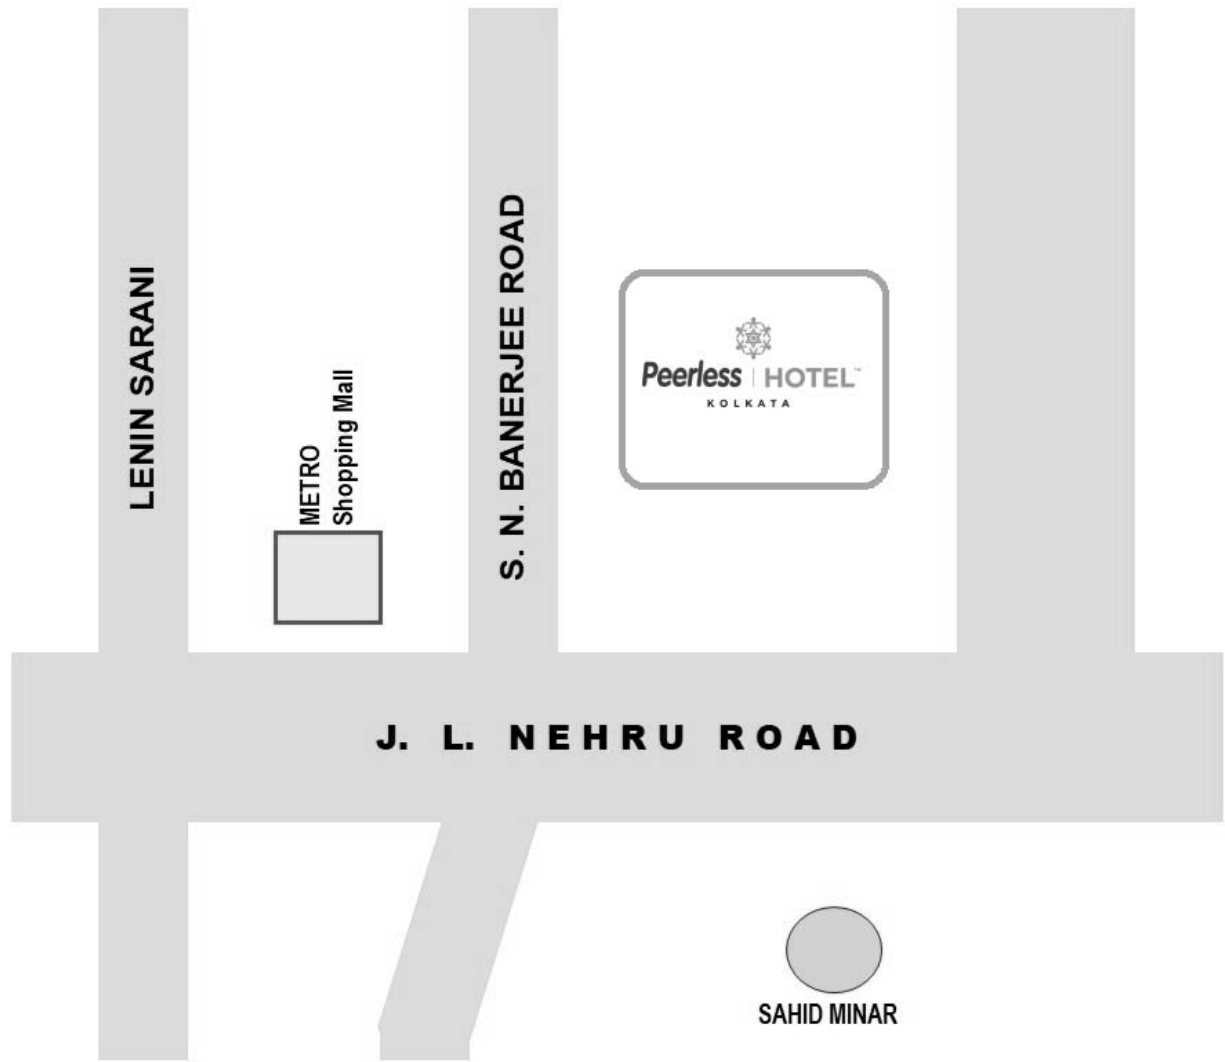 LENIN SARANI
METRO
Shopping Mall
S. N. BANERJEE ROAD
Peerless | HOTEL™
KOLKATA
J. L. NEHRU ROAD
SAHID MINAR